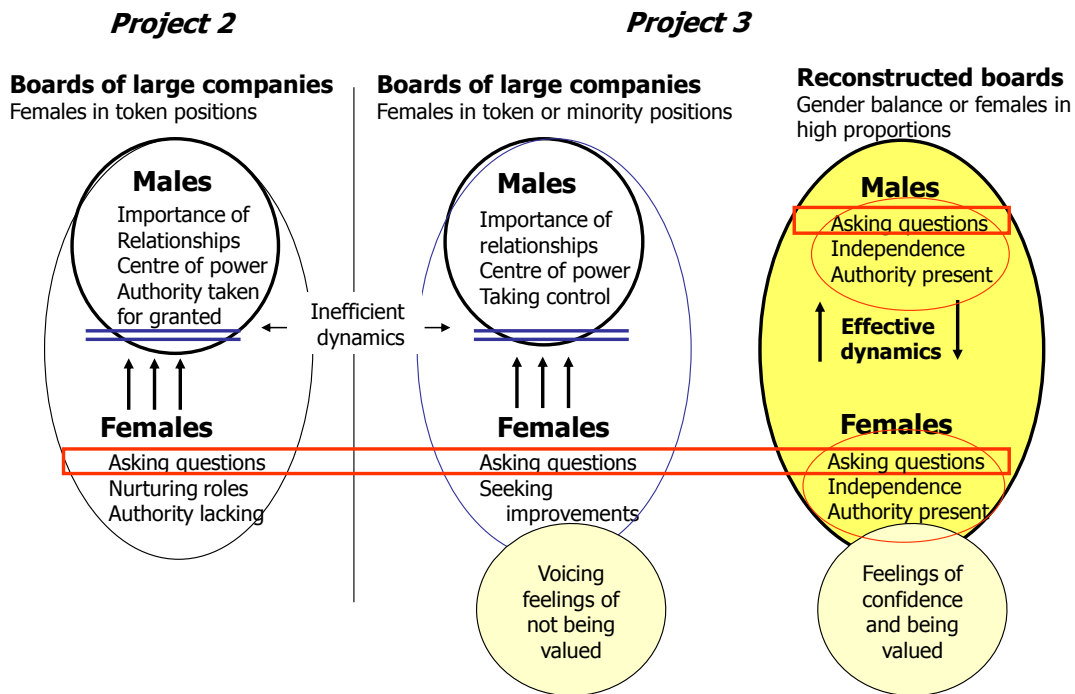 Project 2
Project 3
Boards of large companies
Females in token positions
Males
Importance of
Relationships
Centre of power
Authority taken
for granted
Females
Asking questions
Nurturing roles
Authority lacking
Inefficient
dynamics
Boards of large companies
Females in token or minority positions
Males
Importance of
relationships
Centre of power
Taking control
Females
Asking questions
Seeking
improvements
Voicing
feelings of
not being
valued
Reconstructed boards
Gender balance or females in
high proportions
Males
Asking questions
Independence
Authority present
Effective
dynamics
Females
Asking questions
Independence
Authority present
Feelings of
confidence
and being
valued